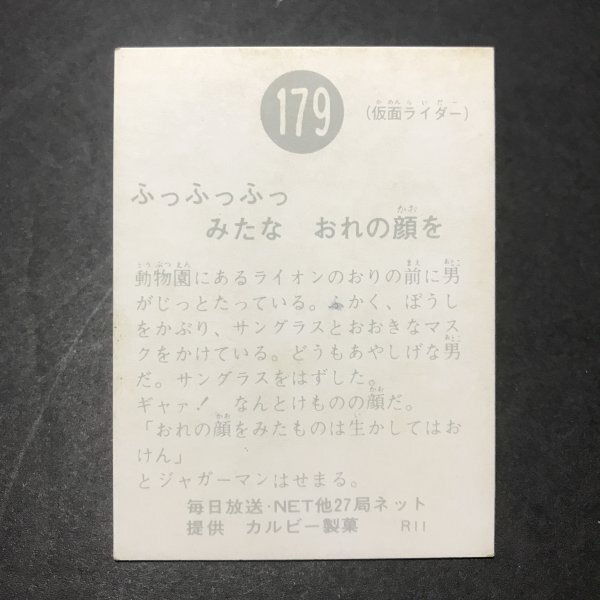 179
(仮面ライダー)
ふっふっふっ
みたな　おれの顔を
動物園にあるライオンのおりの前に男
がじっとたっている。ふかく、ぼうし
をかぶり、サングラスとおおきなマス
クをかけている。どうもあやしげな男
だ。サングラスをはずした。
ギャァ!　なんとけものの顔だ。
「おれの顔をみたものは生かしてはお
けん」
とジャガーマンはせまる。
毎日放送・NET他27局ネット
提供　カルビー製菓　R11